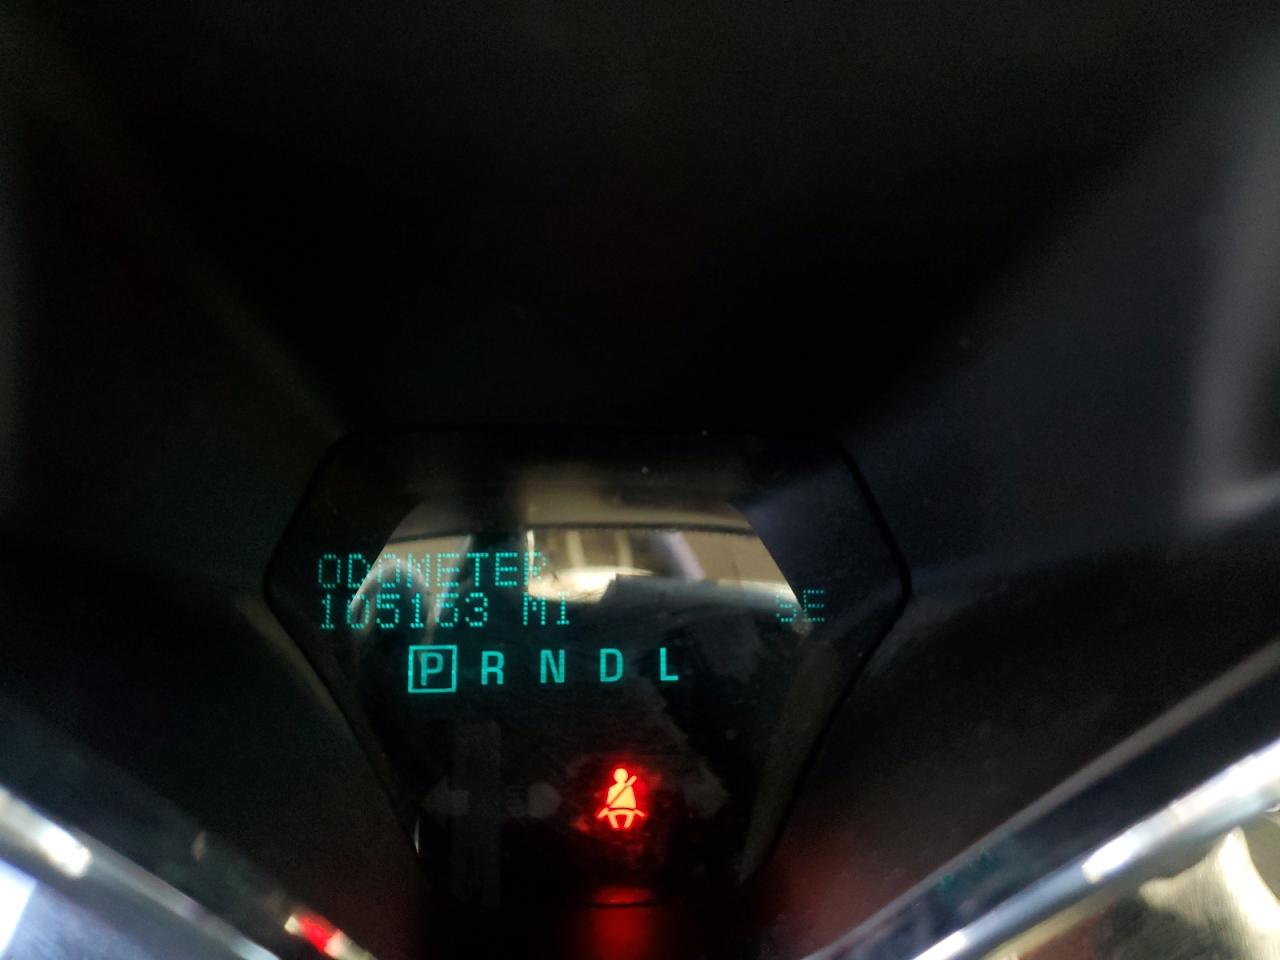 ODOMETER
105153 MI SE
P R N D L